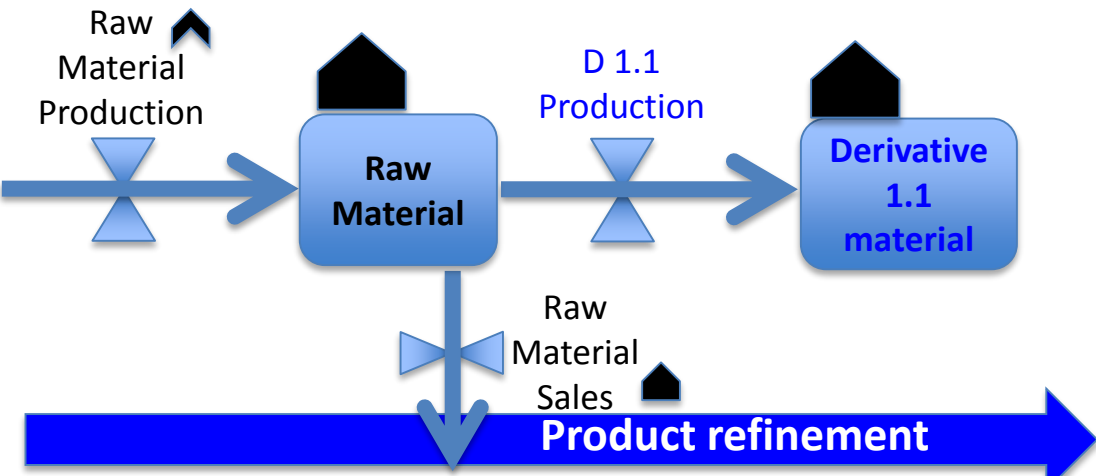 Raw
Material
Production
Raw
Material
D 1.1
Production
Derivative
1.1
material
Raw
Material
Sales
Product refinement